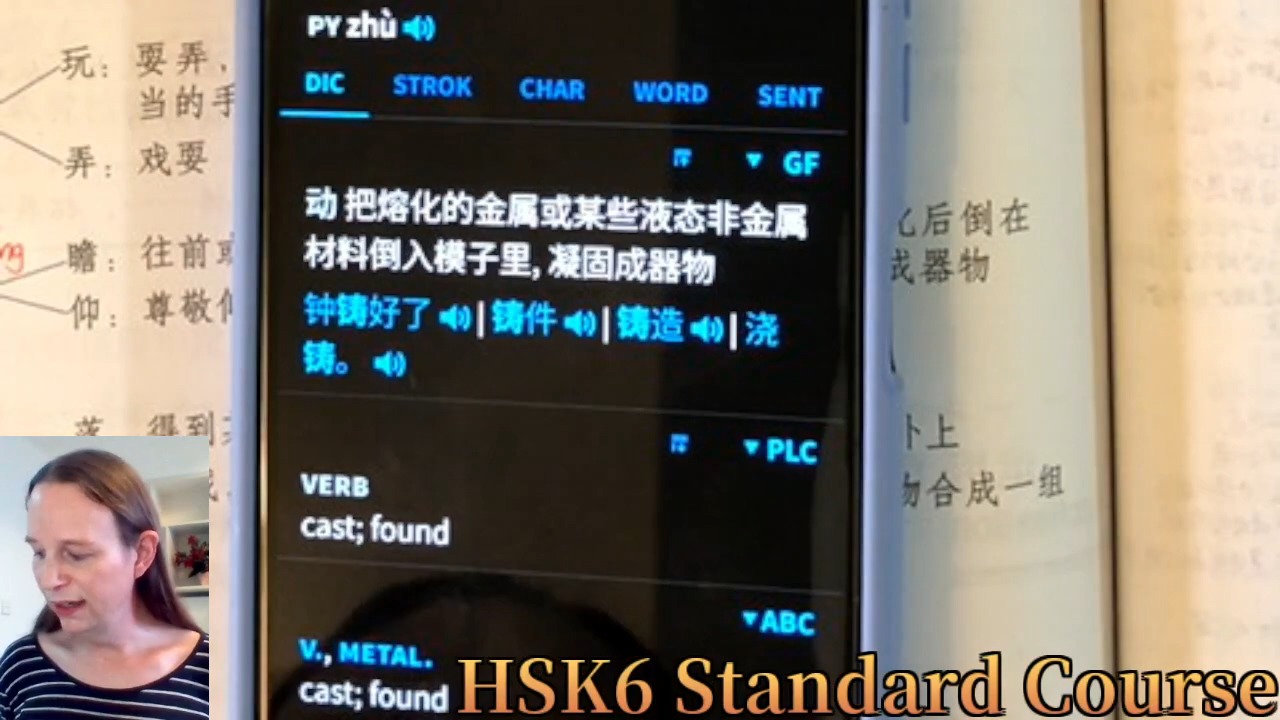 PY zhù
DIC STROK CHAR WORD SENT
GF
动 把熔化的金属或某些液态非金属
材料倒入模子里, 凝固成器物
钟铸好了 | 铸件 | 铸造 | 浇
铸。
PLC
VERB
cast; found
ABC
V., METAL.
cast; found
玩： 耍弄，
当的手
弄： 戏耍
瞻： 往前
仰： 尊敬
得到
后倒在
成器物
上
物合成一组
HSK6 Standard Course